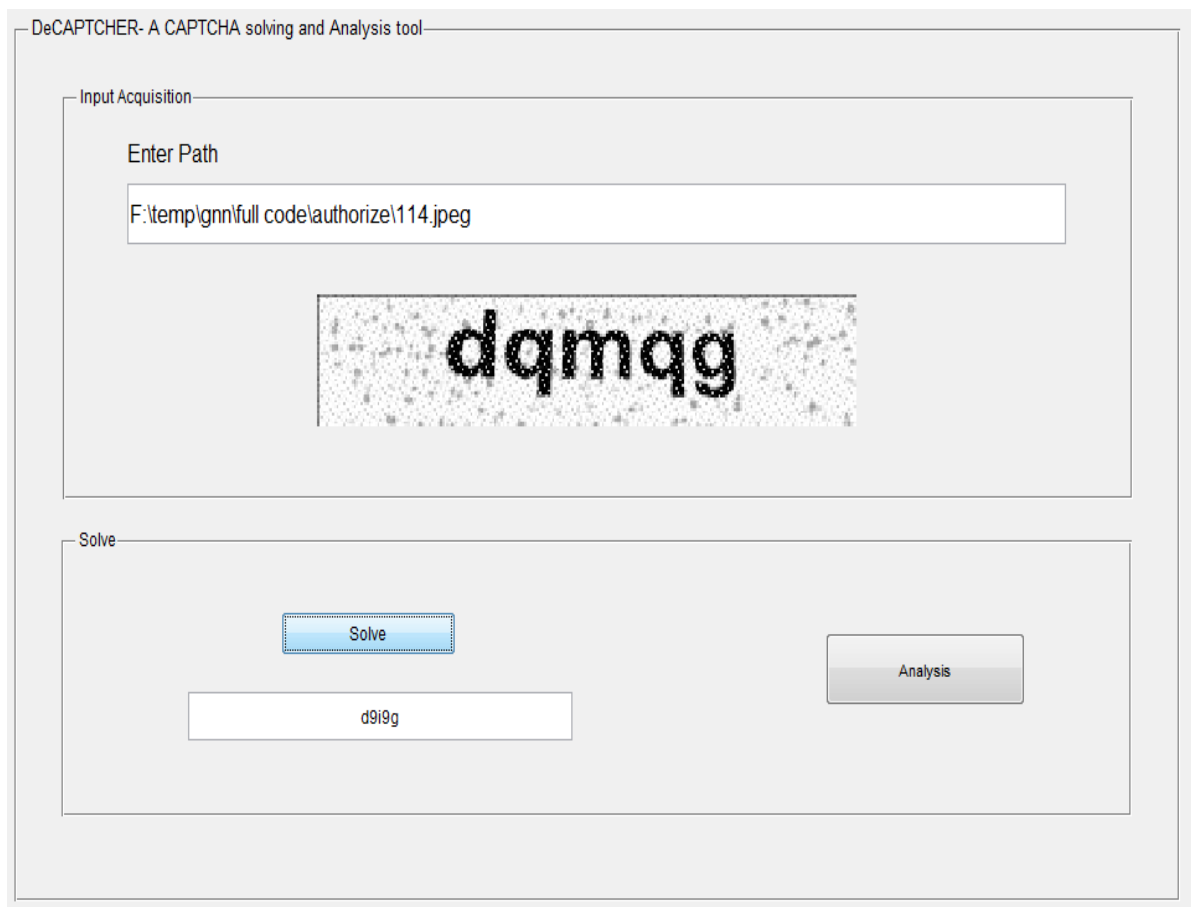 DeCAPTCHER- A CAPTCHA solving and Analysis tool
Input Acquisition
Enter Path
F:\temp\gnn\full code\authorize\114.jpeg
dqmqg
Solve
Solve
Analysis
d9i9g